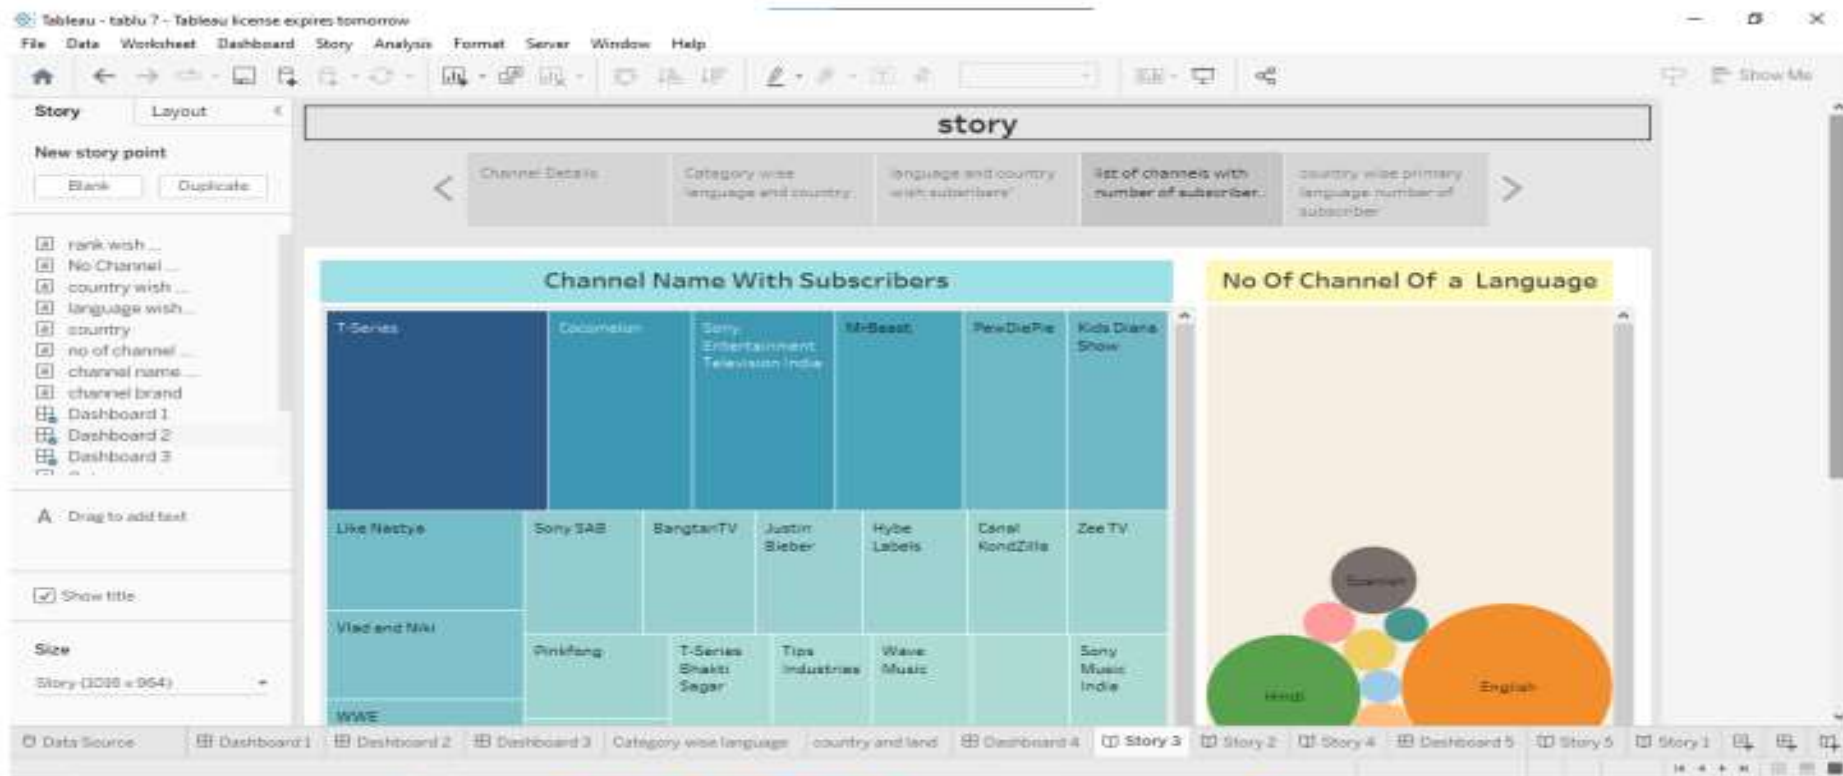 Tableau - tablu 7 - Tableau license expires tomorrow
File Data Worksheet Dashboard Story Analysis Format Server Window Help
Show Me
Story Layout
New story point
Blank Duplicate
rank wish ...
No Channel ...
country wish ...
language wish...
country
no of channel ...
channel name ...
channel brand
Dashboard 1
Dashboard 2
Dashboard 3
A Drag to add text
Show title
Size
Story (1016 x 964)
story
Channel Details
Category wise
language and country
language and country
wish subsribers'
list of channels with
number of subscriber..
country wise primary
language number of
subscriber
Channel Name With Subscribers
T-Series
Cocomelon
Sony
Entertainment
Television India
MrBeast
PewDiePie
Kids Diana
Show
Like Nastya
Sony SAB
BangtanTV
Justin
Bieber
Hybe
Labels
Canal
KondZilla
Zee TV
Vlad and Niki
Pinkfong
T-Series
Bhakti
Sagar
Tips
Industries
Wave
Music
Sony
Music
India
WWE
No Of Channel Of a Language
Spanish
Hindi
English
Data Source Dashboard 1 Dashboard 2 Dashboard 3 Category wise language country and land Dashboard 4 Story 3 Story 2 Story 4 Dashboard 5 Story 5 Story 1